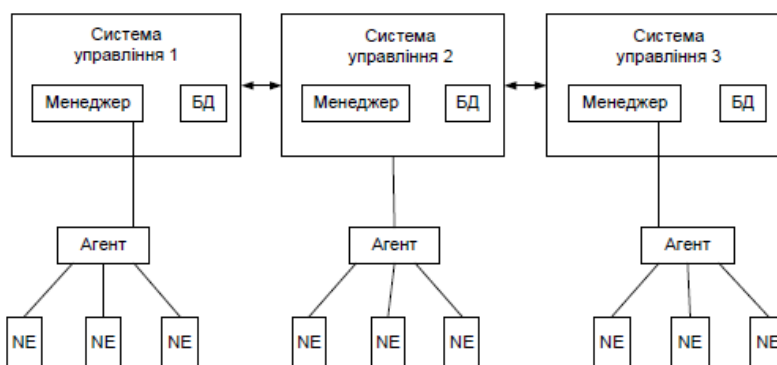 Система
управління 1
Система
управління 2
Система
управління 3
Менеджер
БД
Менеджер
БД
Менеджер
БД
Агент
Агент
Агент
NE
NE
NE
NE
NE
NE
NE
NE
NE